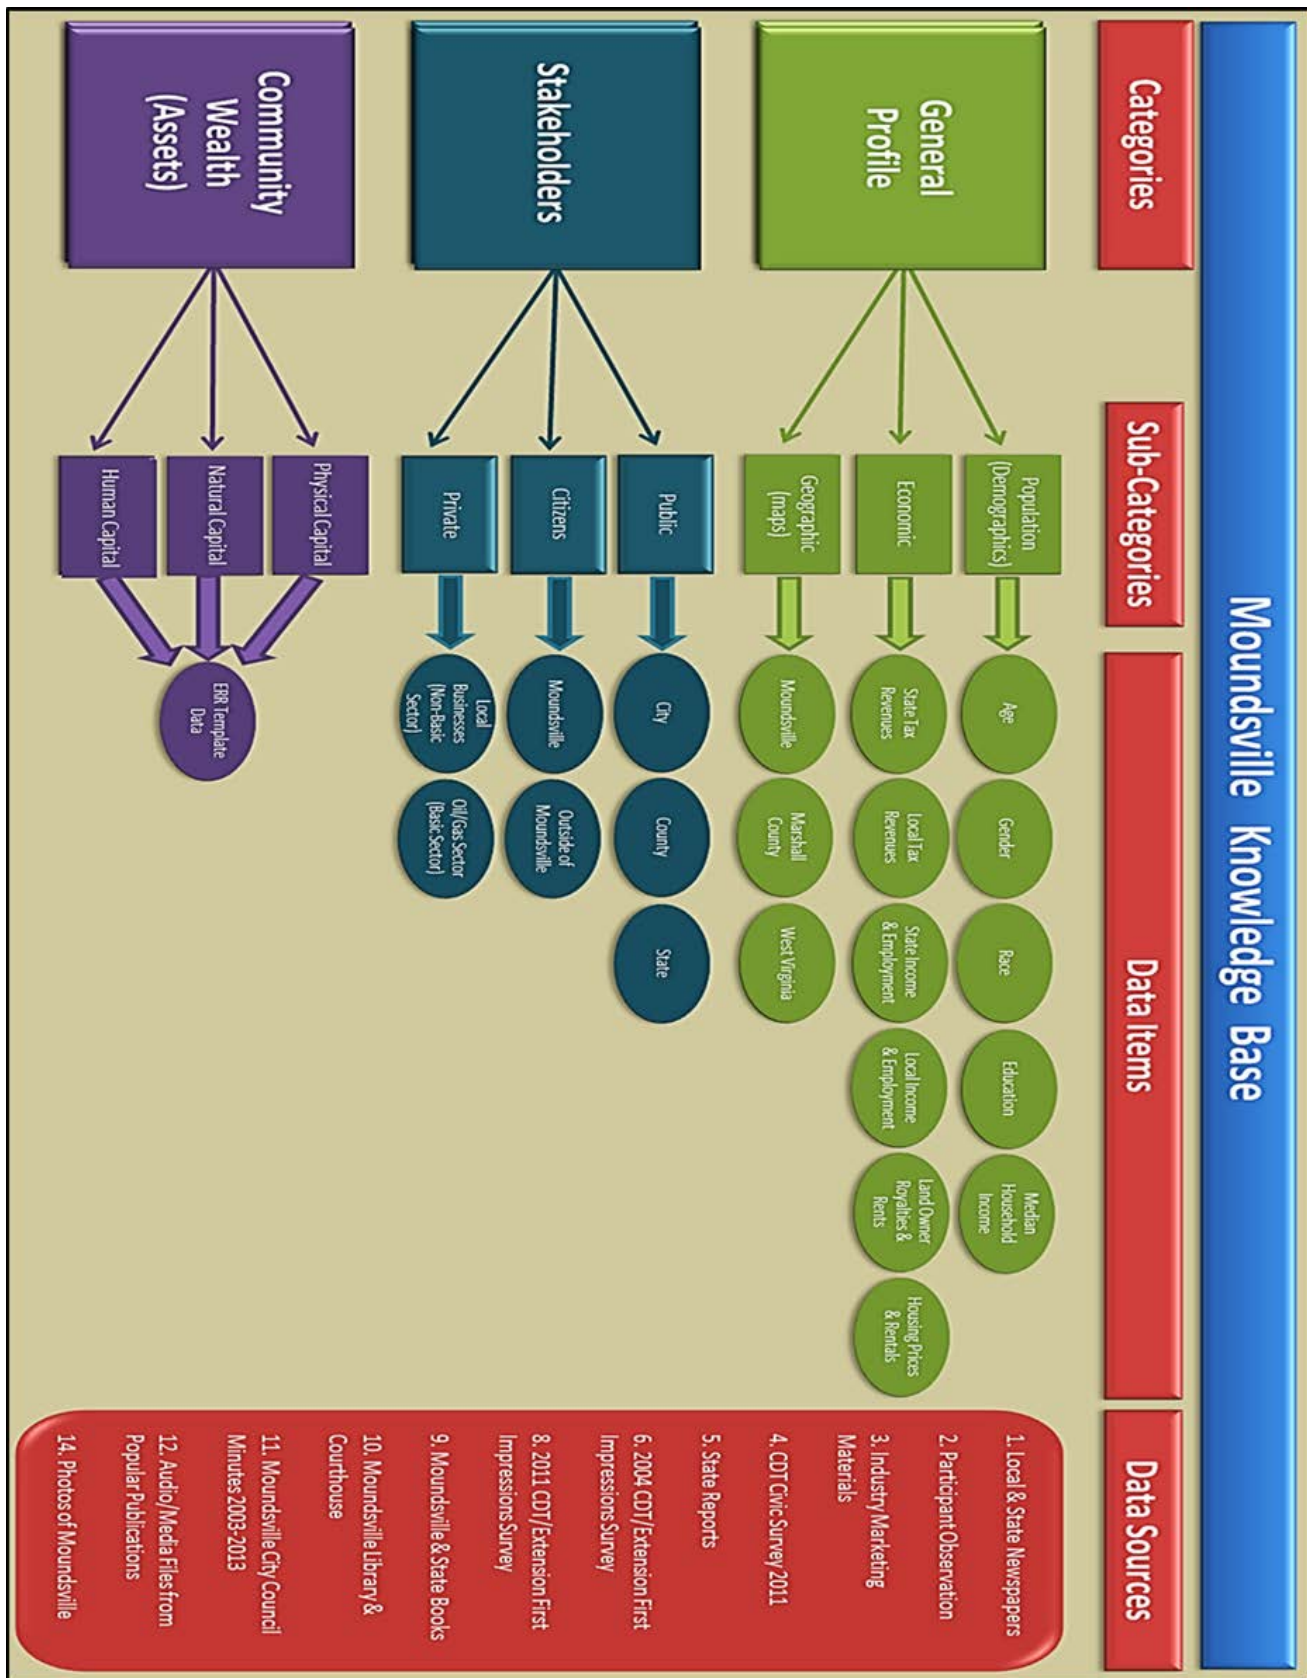 Moundsville Knowledge Base
Categories
Sub-Categories
Data Items
Data Sources
General
Profile
Population
(Demographics)
Age
Gender
Race
Education
Median
Household
Income
Economic
State Tax
Revenues
Local Tax
Revenues
State Income
& Employment
Local Income
& Employment
Land Owner
Royalties &
Rents
Housing Prices
& Rentals
Geographic
(maps)
Moundsville
Marshall
County
West Virginia
Stakeholders
Public
City
County
State
Citizens
Moundsville
Outside of
Moundsville
Private
Local
Businesses
(Non-Basic
Sector)
Oil/Gas Sector
(Basic Sector)
Community
Wealth
(Assets)
Physical Capital
Natural Capital
Human Capital
ERR Template
Data
1. Local & State Newspapers
2. Participant Observation
3. Industry Marketing
Materials
4. CDT Civic Survey 2011
5. State Reports
6. 2004 CDT/Extension First
Impressions Survey
8. 2011 CDT/Extension First
Impressions Survey
9. Moundsville & State Books
10. Moundsville Library &
Courthouse
11. Moundsville City Council
Minutes 2003-2013
12. Audio/Media Files from
Popular Publications
14. Photos of Moundsville